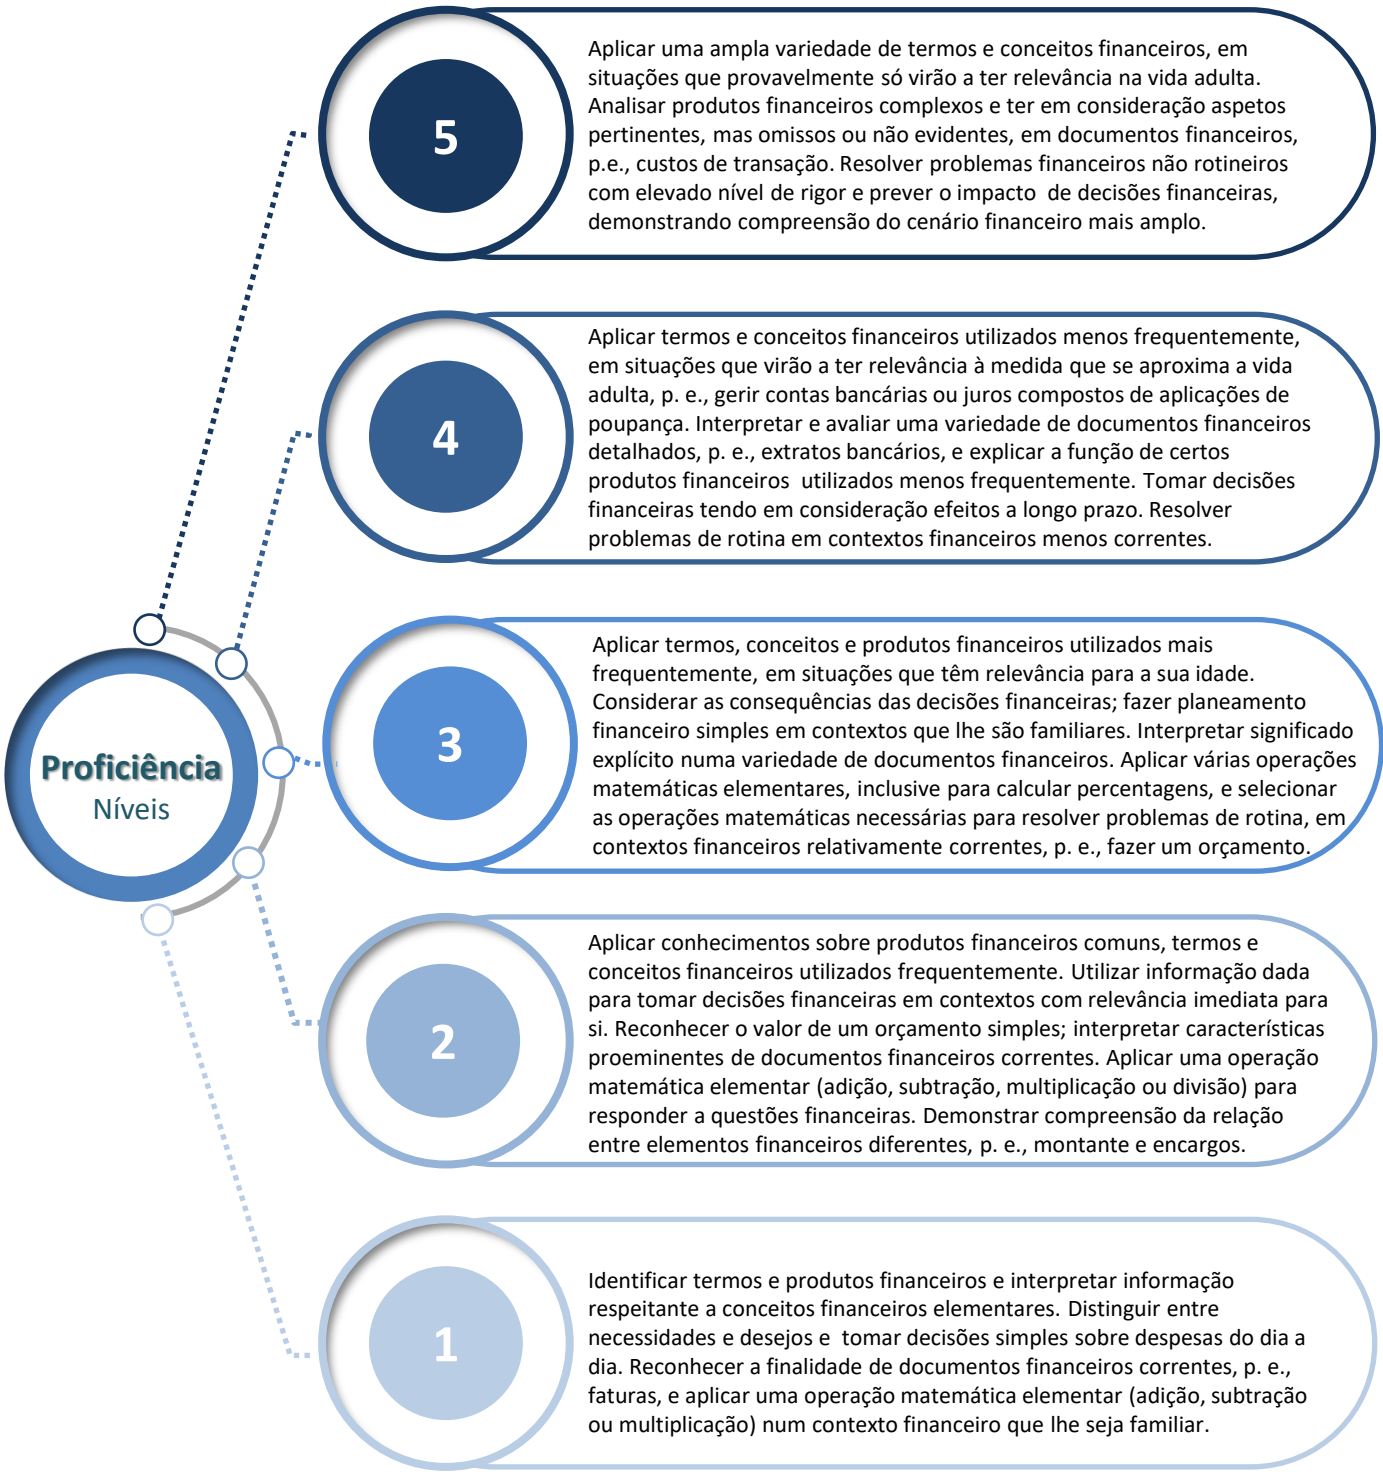 5
Aplicar uma ampla variedade de termos e conceitos financeiros, em
situações que provavelmente só virão a ter relevância na vida adulta.
Analisar produtos financeiros complexos e ter em consideração aspetos
pertinentes, mas omissos ou não evidentes, em documentos financeiros,
p.e., custos de transação. Resolver problemas financeiros não rotineiros
com elevado nível de rigor e prever o impacto de decisões financeiras,
demonstrando compreensão do cenário financeiro mais amplo.
4
Aplicar termos e conceitos financeiros utilizados menos frequentemente,
em situações que virão a ter relevância à medida que se aproxima a vida
adulta, p. e., gerir contas bancárias ou juros compostos de aplicações de
poupança. Interpretar e avaliar uma variedade de documentos financeiros
detalhados, p. e., extratos bancários, e explicar a função de certos
produtos financeiros utilizados menos frequentemente. Tomar decisões
financeiras tendo em consideração efeitos a longo prazo. Resolver
problemas de rotina em contextos financeiros menos correntes.
Proficiência
Níveis
3
Aplicar termos, conceitos e produtos financeiros utilizados mais
frequentemente, em situações que têm relevância para a sua idade.
Considerar as consequências das decisões financeiras; fazer planeamento
financeiro simples em contextos que lhe são familiares. Interpretar significado
explícito numa variedade de documentos financeiros. Aplicar várias operações
matemáticas elementares, inclusive para calcular percentagens, e selecionar
as operações matemáticas necessárias para resolver problemas de rotina, em
contextos financeiros relativamente correntes, p. e., fazer um orçamento.
2
Aplicar conhecimentos sobre produtos financeiros comuns, termos e
conceitos financeiros utilizados frequentemente. Utilizar informação dada
para tomar decisões financeiras em contextos com relevância imediata para
si. Reconhecer o valor de um orçamento simples; interpretar características
proeminentes de documentos financeiros correntes. Aplicar uma operação
matemática elementar (adição, subtração, multiplicação ou divisão) para
responder a questões financeiras. Demonstrar compreensão da relação
entre elementos financeiros diferentes, p. e., montante e encargos.
1
Identificar termos e produtos financeiros e interpretar informação
respeitante a conceitos financeiros elementares. Distinguir entre
necessidades e desejos e tomar decisões simples sobre despesas do dia a
dia. Reconhecer a finalidade de documentos financeiros correntes, p. e.,
faturas, e aplicar uma operação matemática elementar (adição, subtração
ou multiplicação) num contexto financeiro que lhe seja familiar.